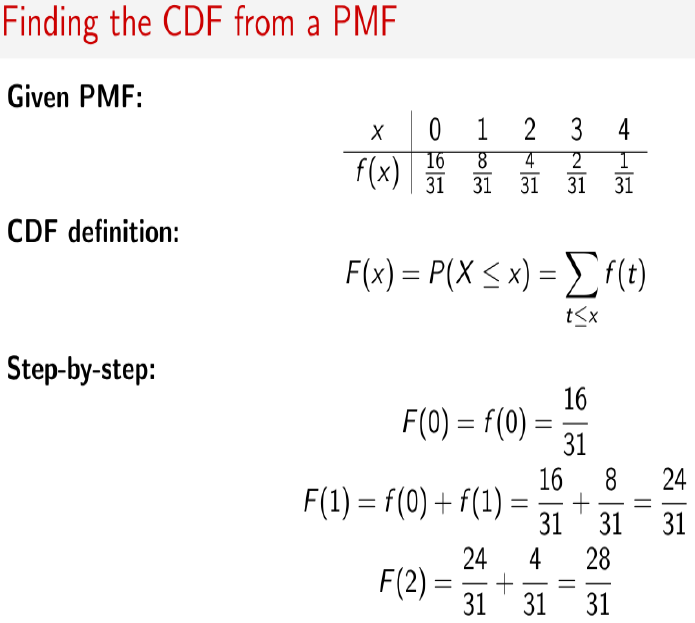 Finding the CDF from a PMF
Given PMF:
x 0 1 2 3 4
f(x) 16/31 8/31 4/31 2/31 1/31
CDF definition:
F(x) = P(X ≤ x) = ∑_{t≤x} f(t)
Step-by-step:
F(0) = f(0) = 16/31
F(1) = f(0) + f(1) = 16/31 + 8/31 = 24/31
F(2) = 24/31 + 4/31 = 28/31